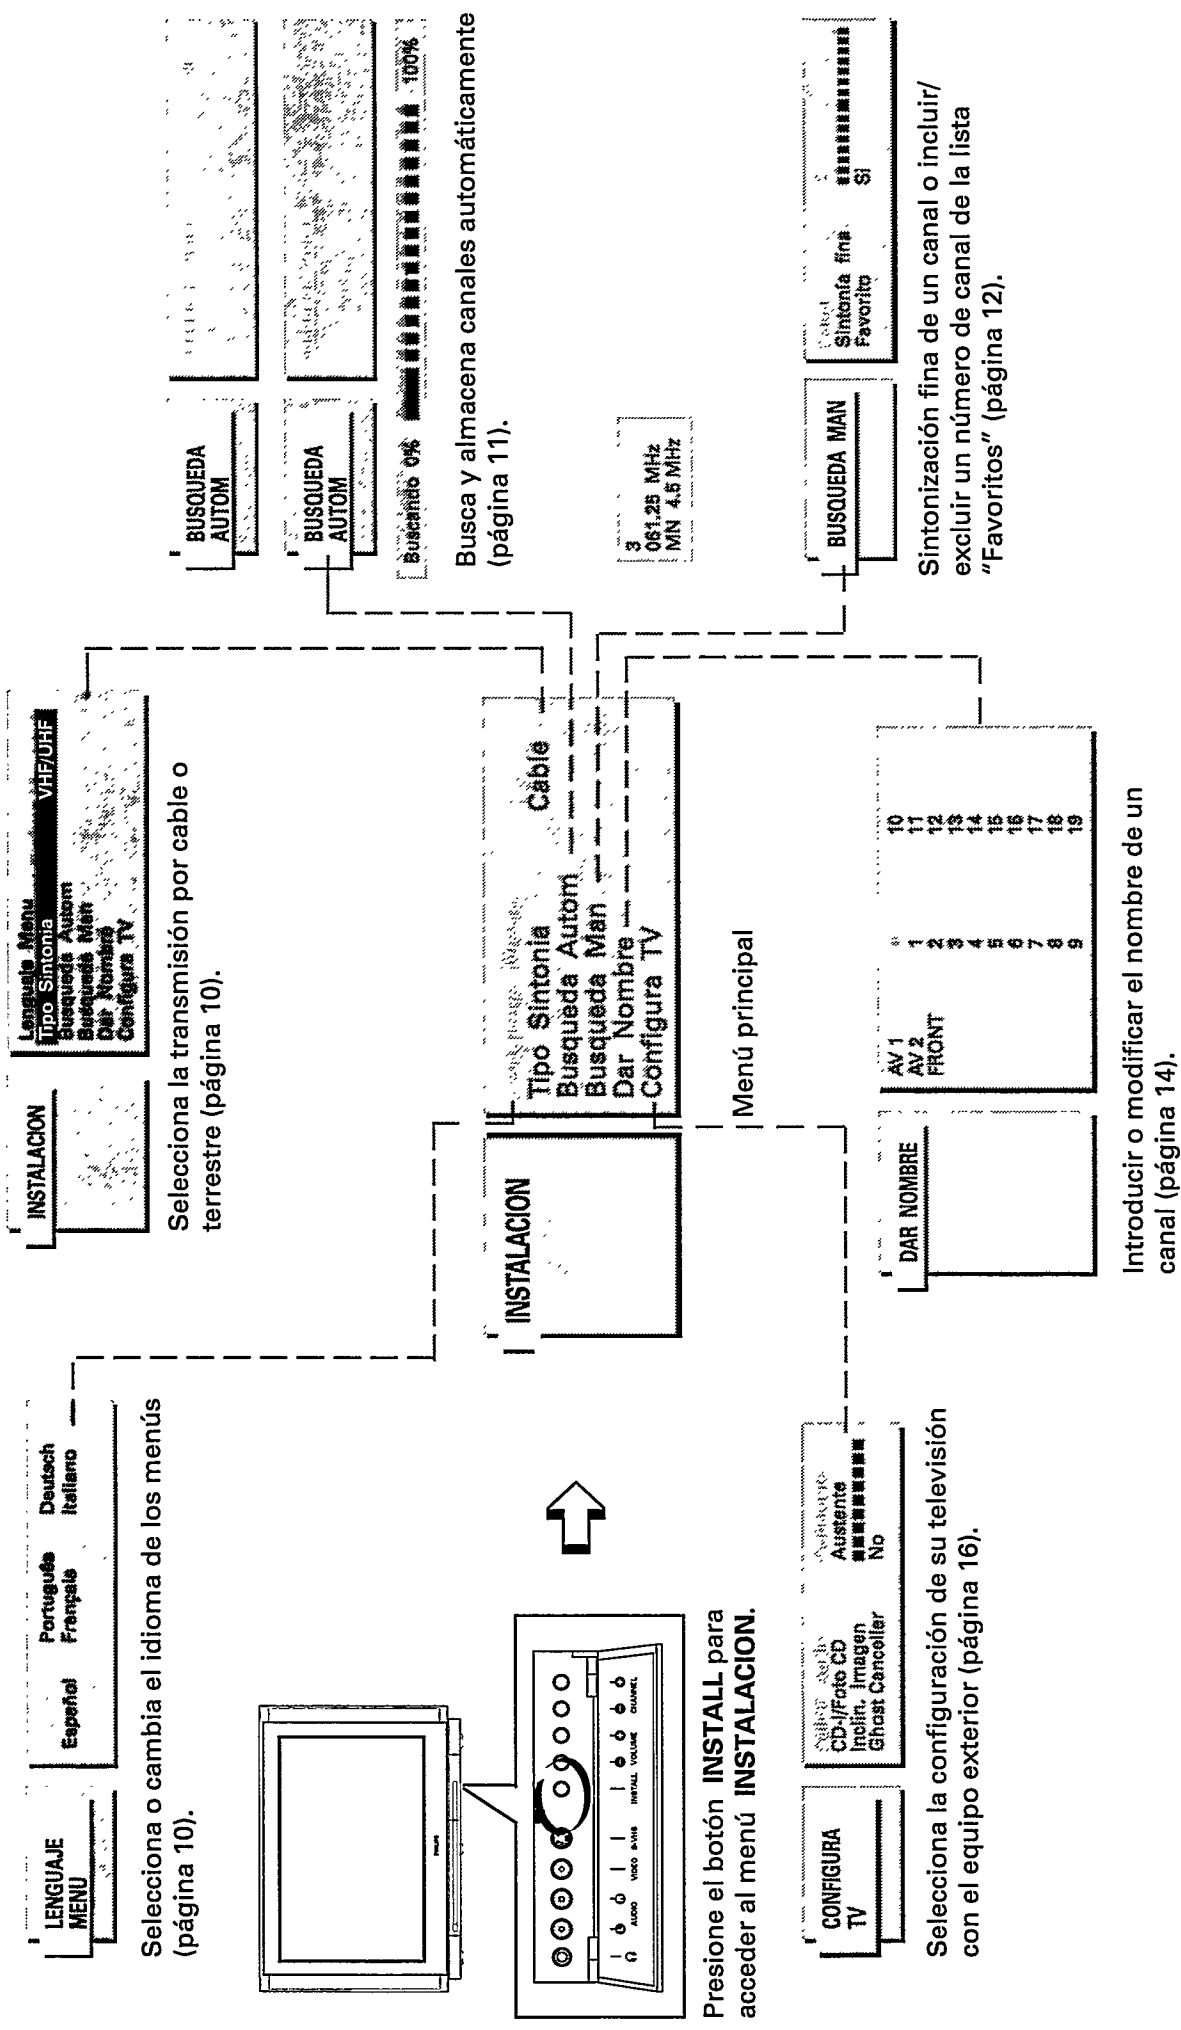 LENGUAJE
MENU
Español Português Deutsch
Français Italiano
Selecciona o cambia el idioma de los menús
(página 10).
INSTALACION
Lenguaje Menu
Tipo Sintonia VHF/UHF
Busqueda Autom
Busqueda Man
Dar Nombre
Configura TV
Selecciona la transmisión por cable o
terrestre (página 10).
BUSQUEDA
AUTOM
BUSQUEDA
AUTOM
Buscando 0% 100%
Busca y almacena canales automáticamente
(página 11).
PHILIPS
AUDIO VIDEO S-VHS INSTALL VOLUME CHANNEL
Presione el botón INSTALL para
acceder al menú INSTALACION.
INSTALACION
Tipo Sintonia Cable
Busqueda Autom
Busqueda Man
Dar Nombre
Configura TV
Menú principal
3
061.25 MHz
MN 4.5 MHz
BUSQUEDA MAN
Sintonía fina
Favorito Si
Sintonización fina de un canal o incluir/
excluir un número de canal de la lista
“Favoritos” (página 12).
CONFIGURA
TV
CD-I/Foto CD Austente
Inclin. Imagen
Ghost Canceller No
Selecciona la configuración de su televisión
con el equipo exterior (página 16).
DAR NOMBRE
AV 1 10
AV 2 1 11
FRONT 2 12
3 13
4 14
5 15
6 16
7 17
8 18
9 19
Introducir o modificar el nombre de un
canal (página 14).